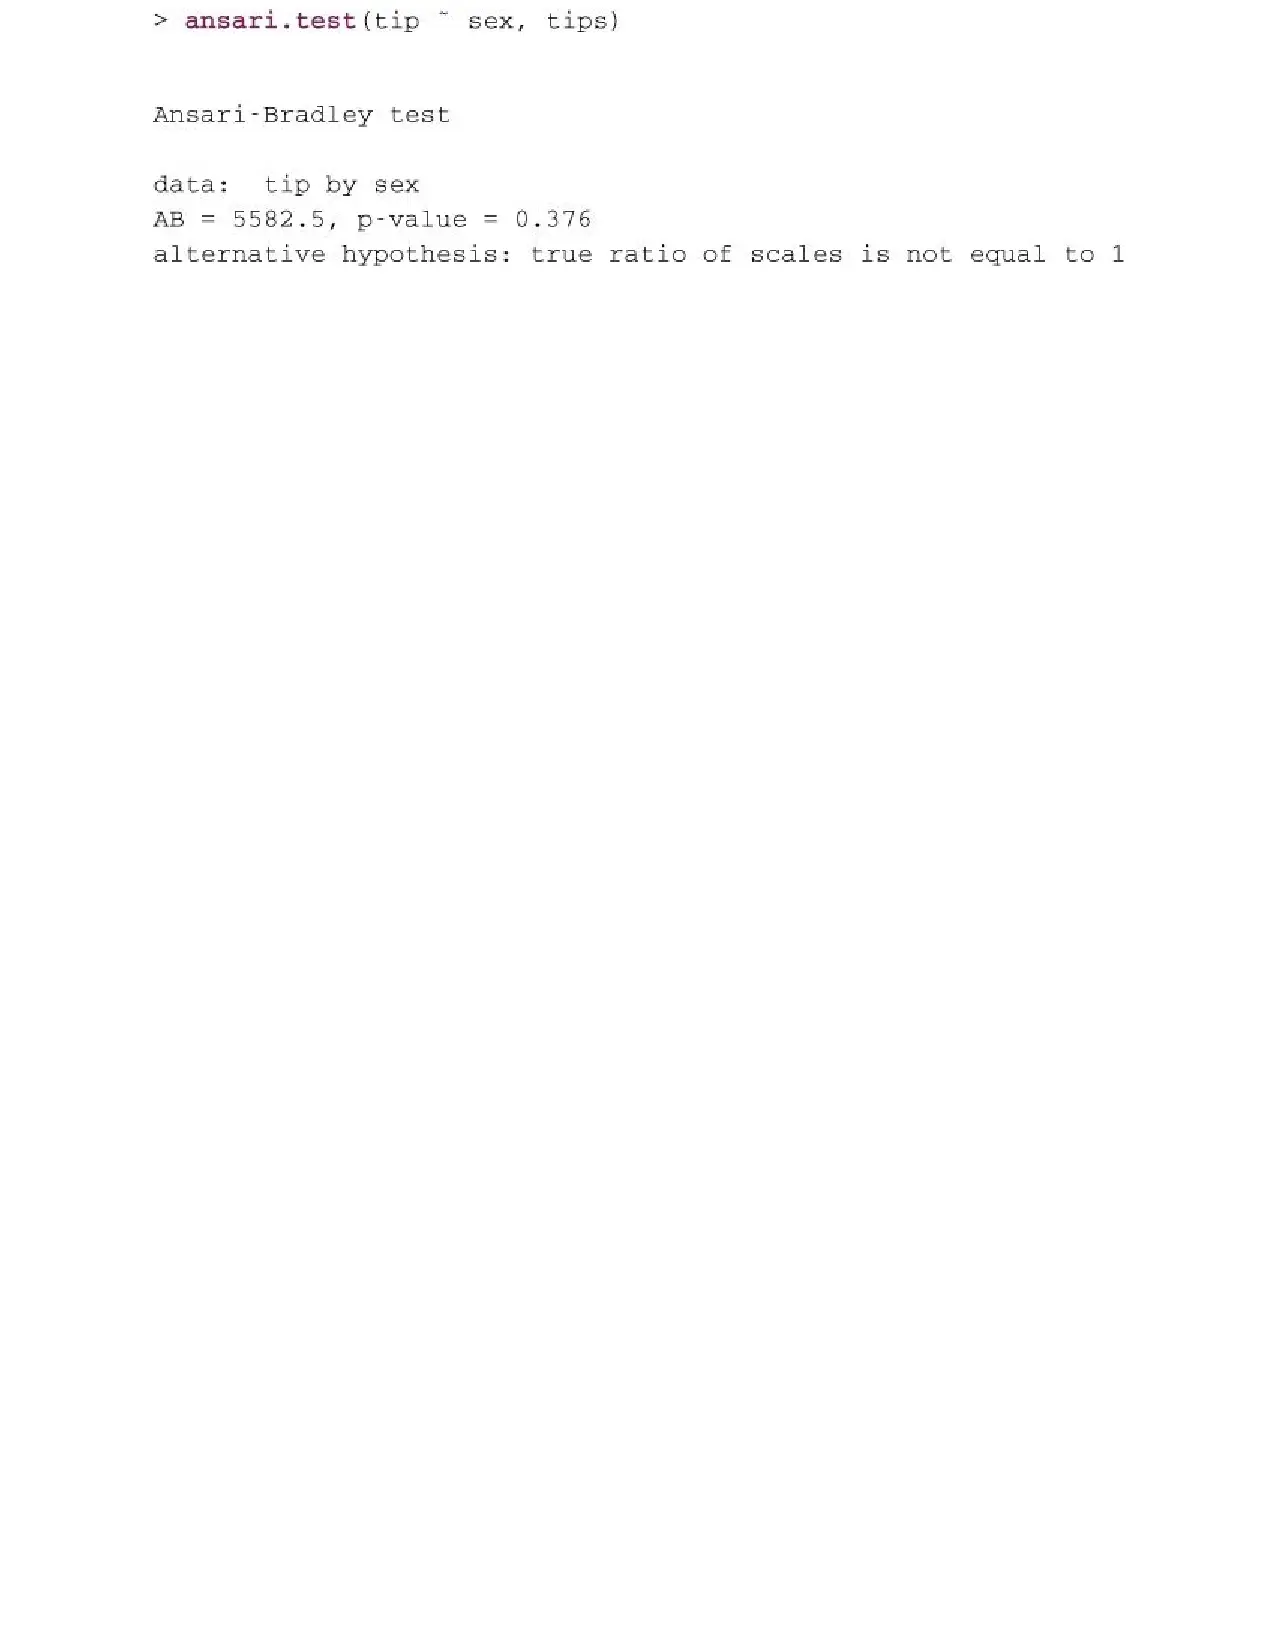 > ansari.test(tip ~ sex, tips)
Ansari-Bradley test
data:  tip by sex
AB = 5582.5, p-value = 0.376
alternative hypothesis: true ratio of scales is not equal to 1